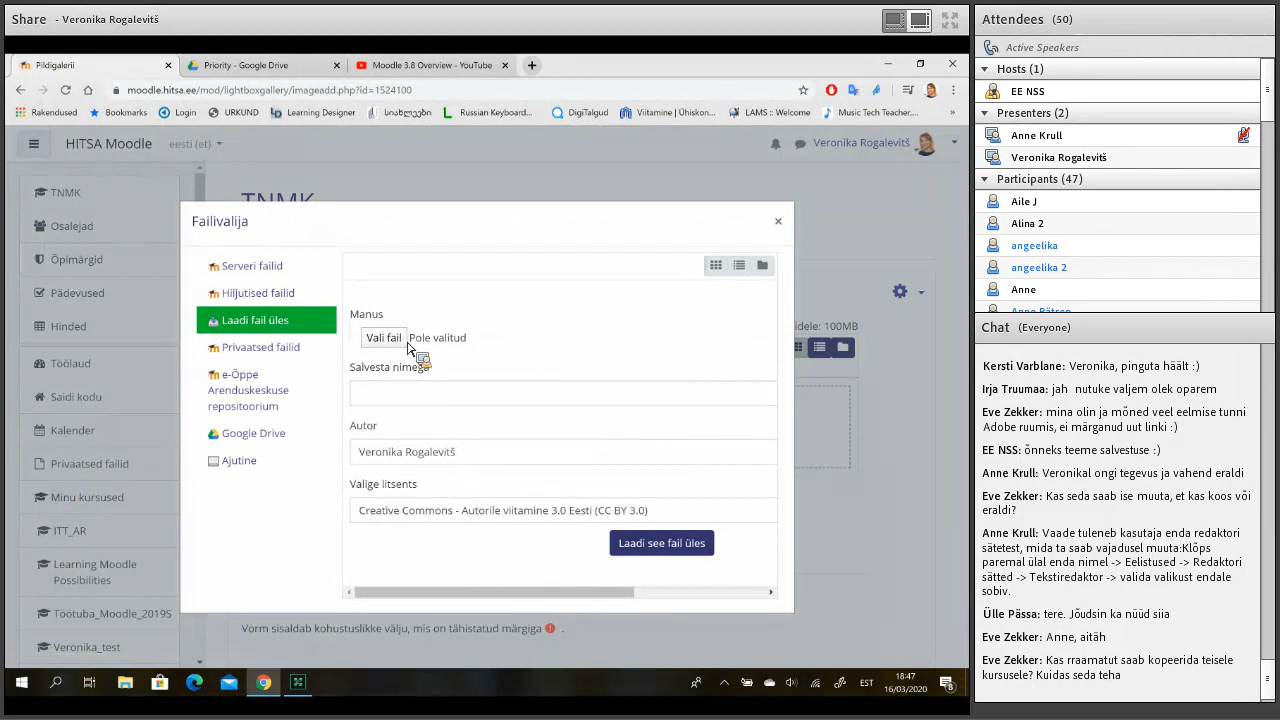 Share - Veronika Rogalevitš
Pildigalerii
Priority - Google Drive
Moodle 3.8 Overview - YouTube
moodle.hitsa.ee/mod/lightboxgallery/imageadd.php?id=1524100
Rakendused
Bookmarks
Login
URKUND
Learning Designer
სიახლეები
Russian Keyboard...
DigiTalgud
Viitamine / Ühiskon...
LAMS :: Welcome
Music Tech Teacher,...
HITSA Moodle
eesti (et)
Veronika Rogalevitš
TNMK
Osalejad
Õpimärgid
Pädevused
Hinded
Töölaud
Saidi kodu
Kalender
Privaatsed failid
Minu kursused
ITT_AR
Learning Moodle
Possibilities
Töötuba_Moodle_2019S
Veronika_test
TNMK
idele: 100MB
Failivalija
×
Serveri failid
Hiljutised failid
Laadi fail üles
Privaatsed failid
e-Õppe
Arenduskeskuse
repositoorium
Google Drive
Ajutine
Manus
Vali fail Pole valitud
Salvesta nimega
Autor
Veronika Rogalevitš
Valige litsents
Creative Commons - Autorile viitamine 3.0 Eesti (CC BY 3.0)
Laadi see fail üles
Vorm sisaldab kohustuslikke välju, mis on tähistatud märgiga .
EST
18:47
16/03/2020
8
Attendees (50)
Active Speakers
Hosts (1)
EE NSS
Presenters (2)
Anne Krull
Veronika Rogalevitš
Participants (47)
Aile J
Alina 2
angeelika
angeelika 2
Anne
Anne Rätsep
Chat (Everyone)
Kersti Varblane: Veronika, pinguta häält :)
Irja Truumaa: jah nutuke valjem olek oparem
Eve Zekker: mina olin ja mõned veel eelmise tunni
Adobe ruumis, ei märganud uut linki :)
EE NSS: õnneks teeme salvestuse :)
Anne Krull: Veronikal ongi tegevus ja vahend eraldi
Eve Zekker: Kas seda saab ise muuta, et kas koos või
eraldi?
Anne Krull: Vaade tuleneb kasutaja enda redaktori
sätetest, mida ta saab vajadusel muuta:Klõps
paremal ülal enda nimel -> Eelistused -> Redaktori
sätted -> Tekstiredaktor -> valida valikust endale
sobiv.
Ülle Pässa: tere. Jõudsin ka nüüd siia
Eve Zekker: Anne, aitäh
Eve Zekker: Kas rraamatut saab kopeerida teisele
kursusele? Kuidas seda teha